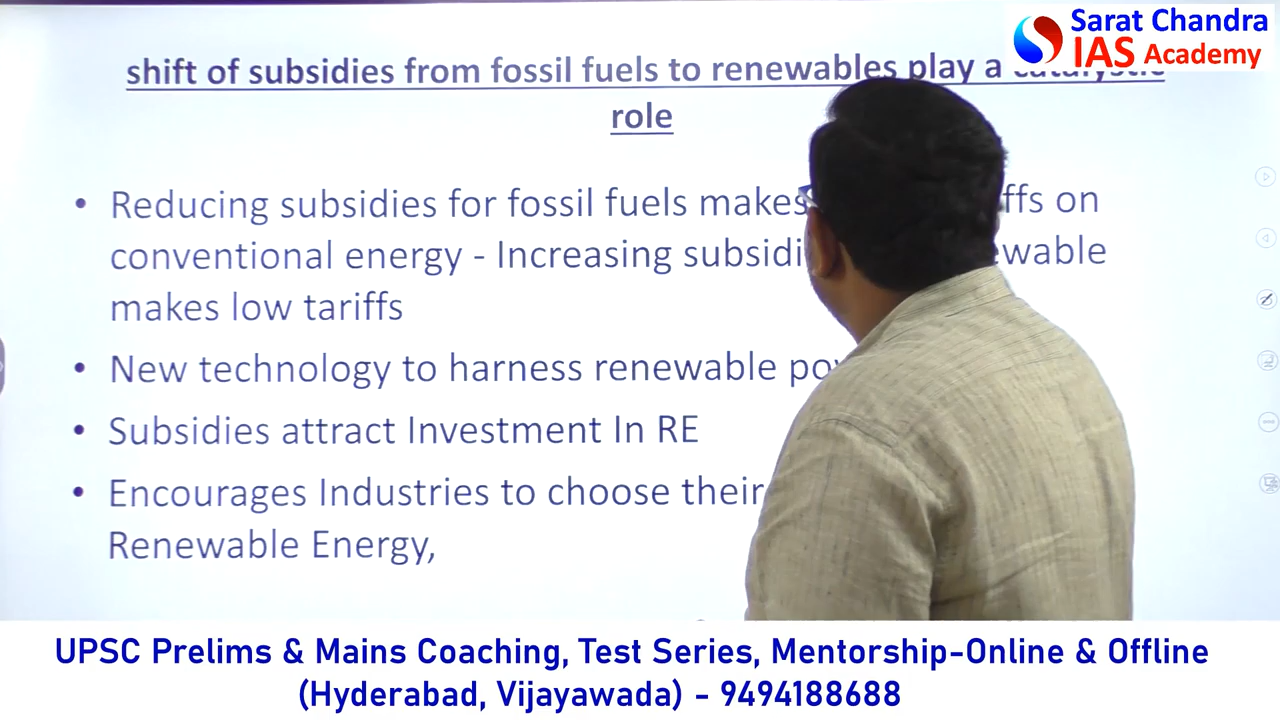 Sarat Chandra
IAS Academy
shift of subsidies from fossil fuels to renewables play a
role
• Reducing subsidies for fossil fuels makes on
conventional energy - Increasing subsidi
makes low tariffs
• New technology to harness renewable
• Subsidies attract Investment In RE
• Encourages Industries to choose their
Renewable Energy,
UPSC Prelims & Mains Coaching, Test Series, Mentorship-Online & Offline
(Hyderabad, Vijayawada) - 9494188688